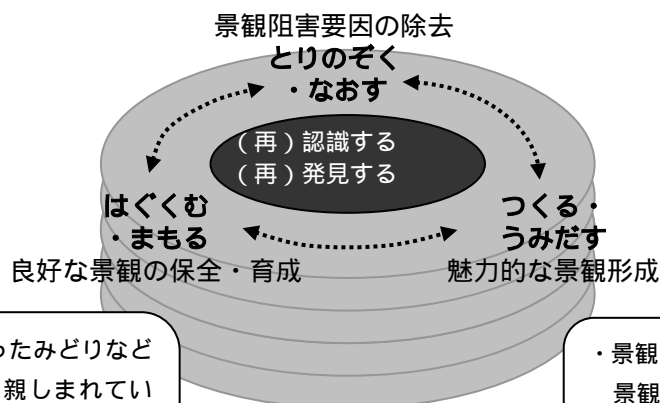 景観阻害要因の除去
とりのぞく
・なおす
（再）認識する
（再）発見する
はぐくむ
・まもる
良好な景観の保全・育成
つくる・
うみだす
魅力的な景観形成
ったみどりなど
親しまれてい
・景観
景観